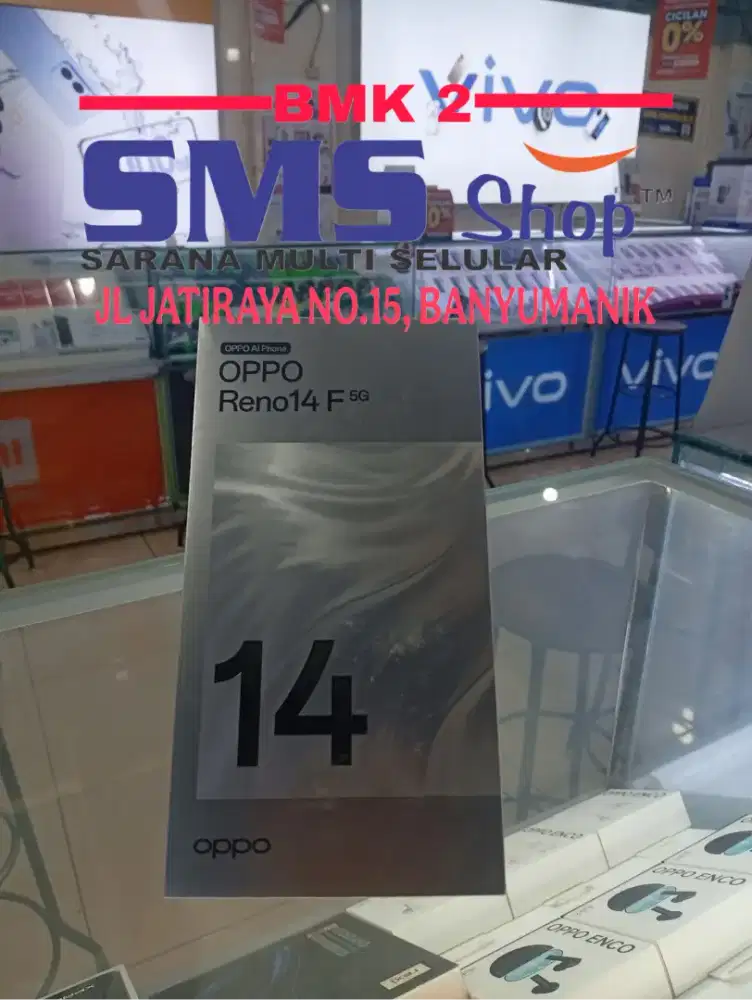 CICILAN
0%
vivo
BMK 2
SMS Shop TM
SARANA MULTI SELULAR
JL JATIRAYA NO.15, BANYUMANIK
OPPO AI Phone
OPPO
Reno14 F 5G
vivo
vivo
14
oppo
OPPO ENCO
OPPO ENCO
OPPO ENCO